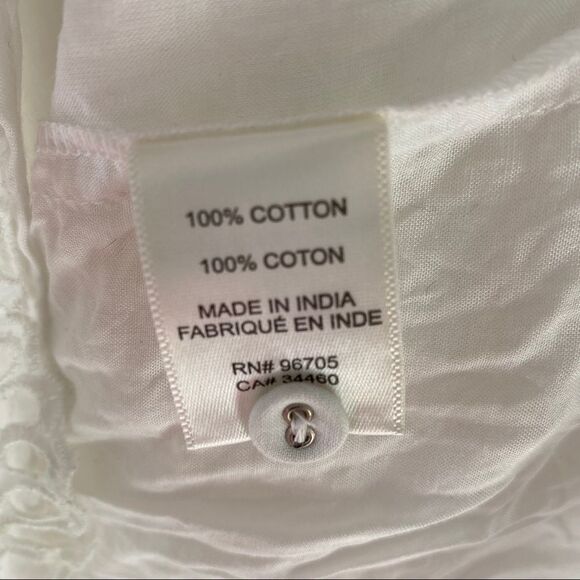 100% COTTON
100% COTON
MADE IN INDIA
FABRIQUÉ EN INDE
RN# 96705
CA# 34460